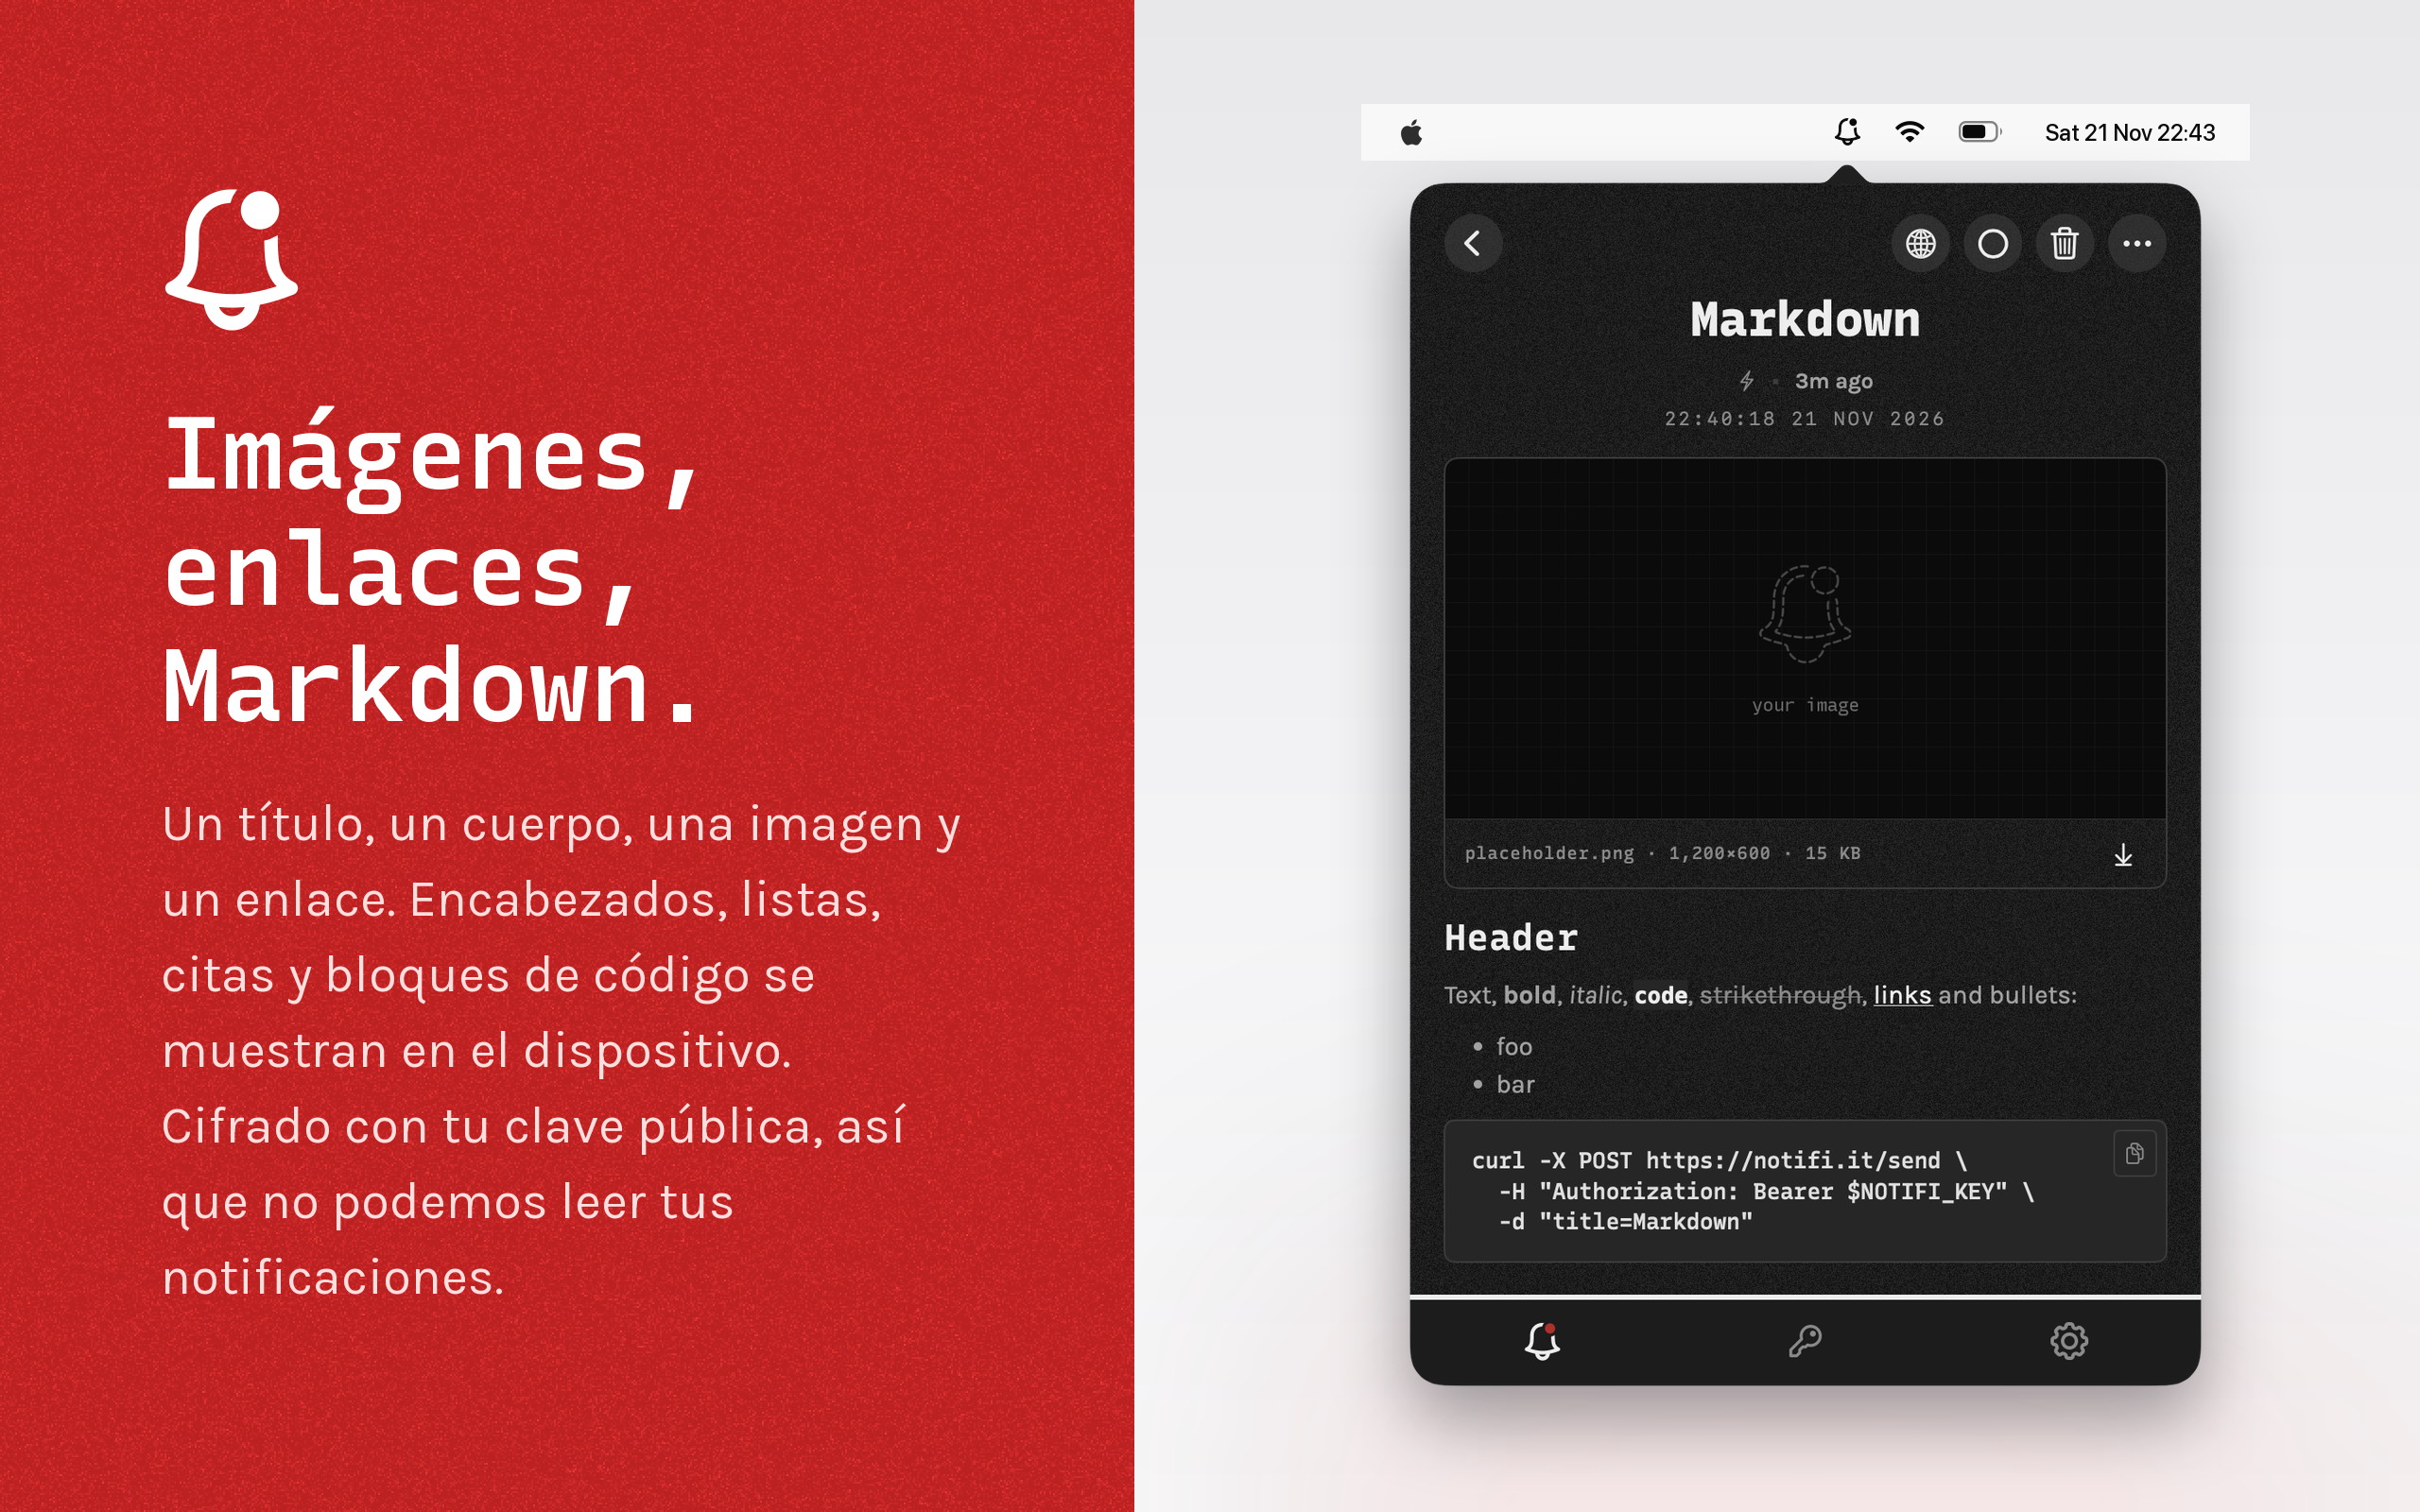 Imágenes,
enlaces,
Markdown.
Un título, un cuerpo, una imagen y
un enlace. Encabezados, listas,
citas y bloques de código se
muestran en el dispositivo.
Cifrado con tu clave pública, así
que no podemos leer tus
notificaciones.
Sat 21 Nov 22:43
Markdown
3m ago
22:40:18 21 NOV 2026
your image
placeholder.png · 1,200×600 · 15 KB
Header
Text, bold, italic, code, strikethrough, links and bullets:
• foo
• bar
curl -X POST https://notifi.it/send \
  -H "Authorization: Bearer $NOTIFI_KEY" \
  -d "title=Markdown"